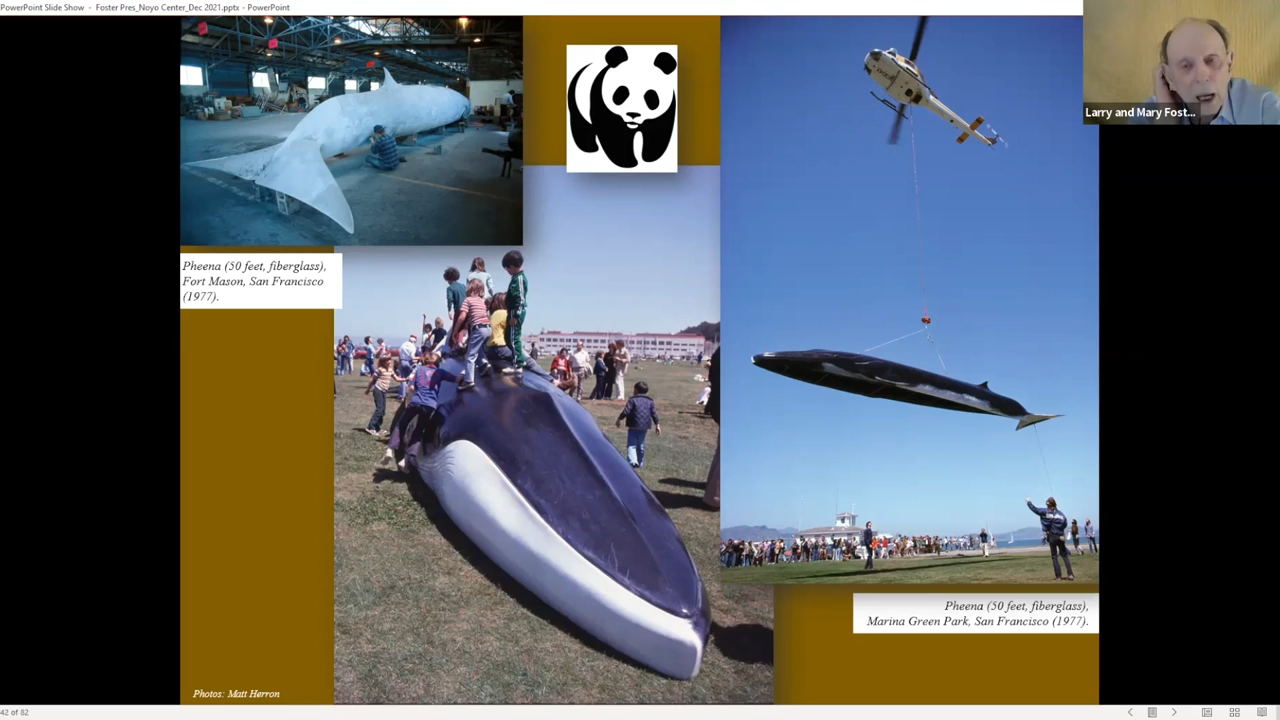 PowerPoint Slide Show - Foster Pres_Noyo Center_Dec 2021.pptx - PowerPoint
Larry and Mary Fost...
Pheena (50 feet, fiberglass),
Fort Mason, San Francisco
(1977).
Pheena (50 feet, fiberglass),
Marina Green Park, San Francisco (1977).
Photos: Matt Herron
42 of 82